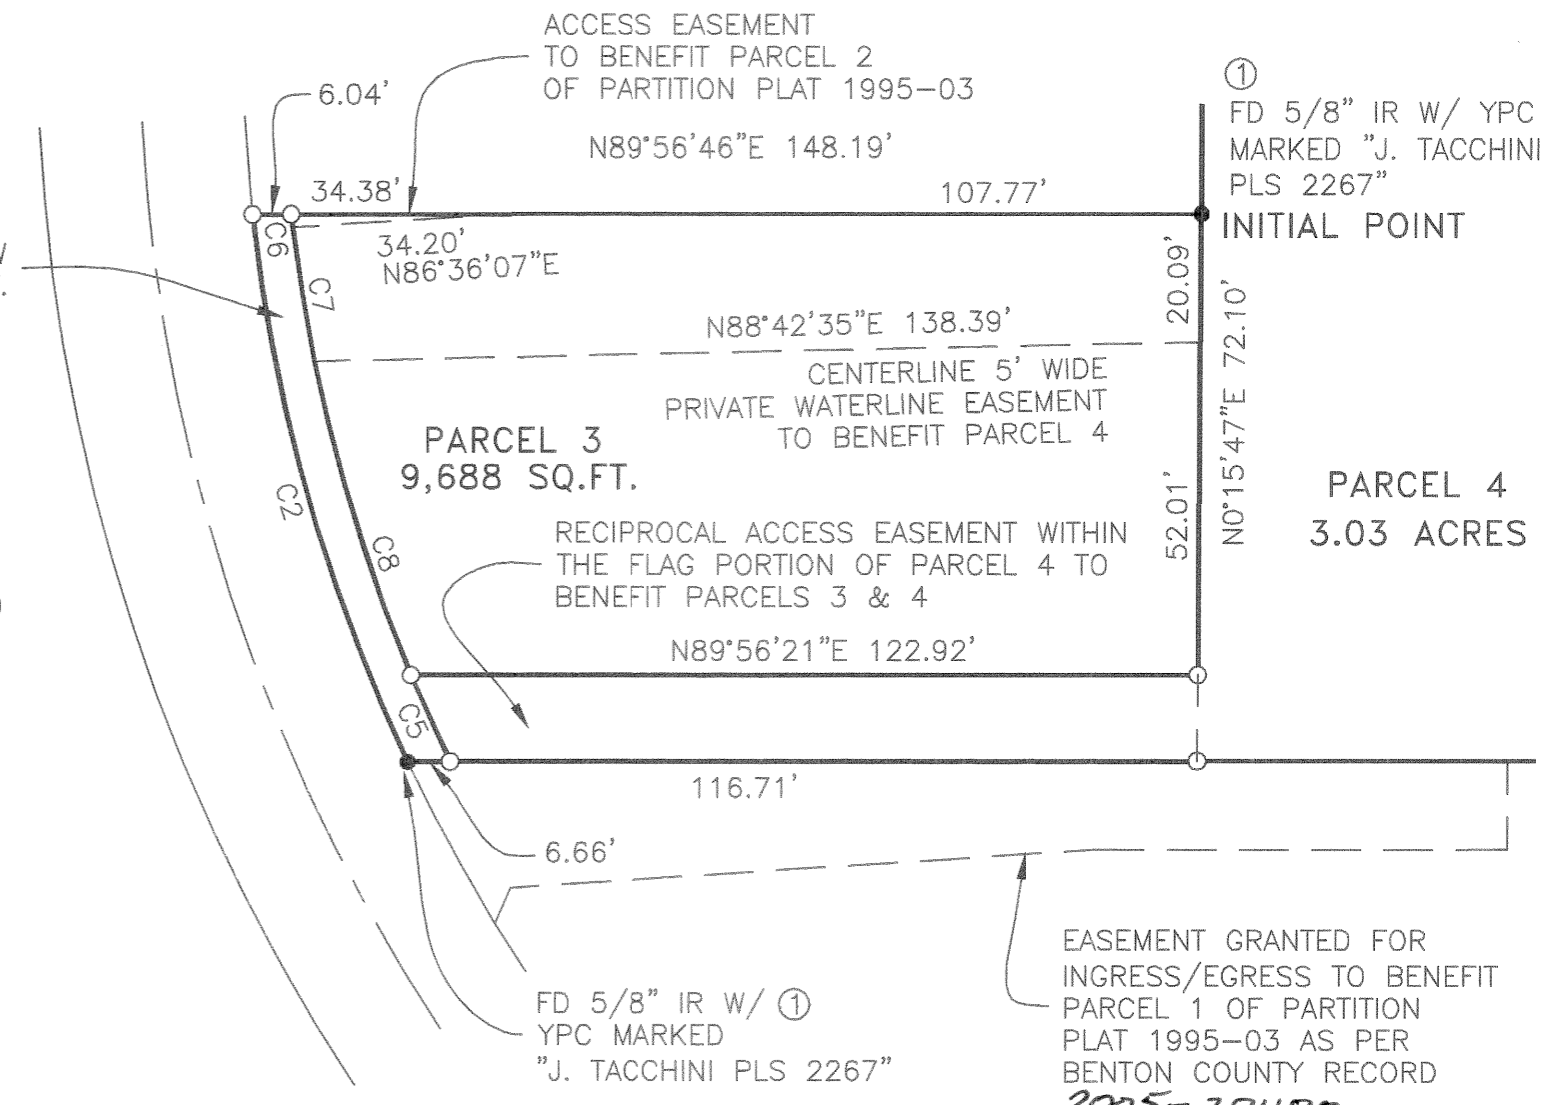 ACCESS EASEMENT
TO BENEFIT PARCEL 2
OF PARTITION PLAT 1995-03
6.04'
N89°56'46"E 148.19'
34.38'
107.77'
1
FD 5/8" IR W/ YPC
MARKED "J. TACCHINI
PLS 2267"
INITIAL POINT
C6
34.20'
N86°36'07"E
C7
20.09'
N0°15'47"E 72.10'
N88°42'35"E 138.39'
CENTERLINE 5' WIDE
PRIVATE WATERLINE EASEMENT
TO BENEFIT PARCEL 4
PARCEL 3
9,688 SQ.FT.
C2
C8
52.01'
PARCEL 4
3.03 ACRES
RECIPROCAL ACCESS EASEMENT WITHIN
THE FLAG PORTION OF PARCEL 4 TO
BENEFIT PARCELS 3 & 4
N89°56'21"E 122.92'
C5
116.71'
6.66'
FD 5/8" IR W/ 1
YPC MARKED
"J. TACCHINI PLS 2267"
EASEMENT GRANTED FOR
INGRESS/EGRESS TO BENEFIT
PARCEL 1 OF PARTITION
PLAT 1995-03 AS PER
BENTON COUNTY RECORD